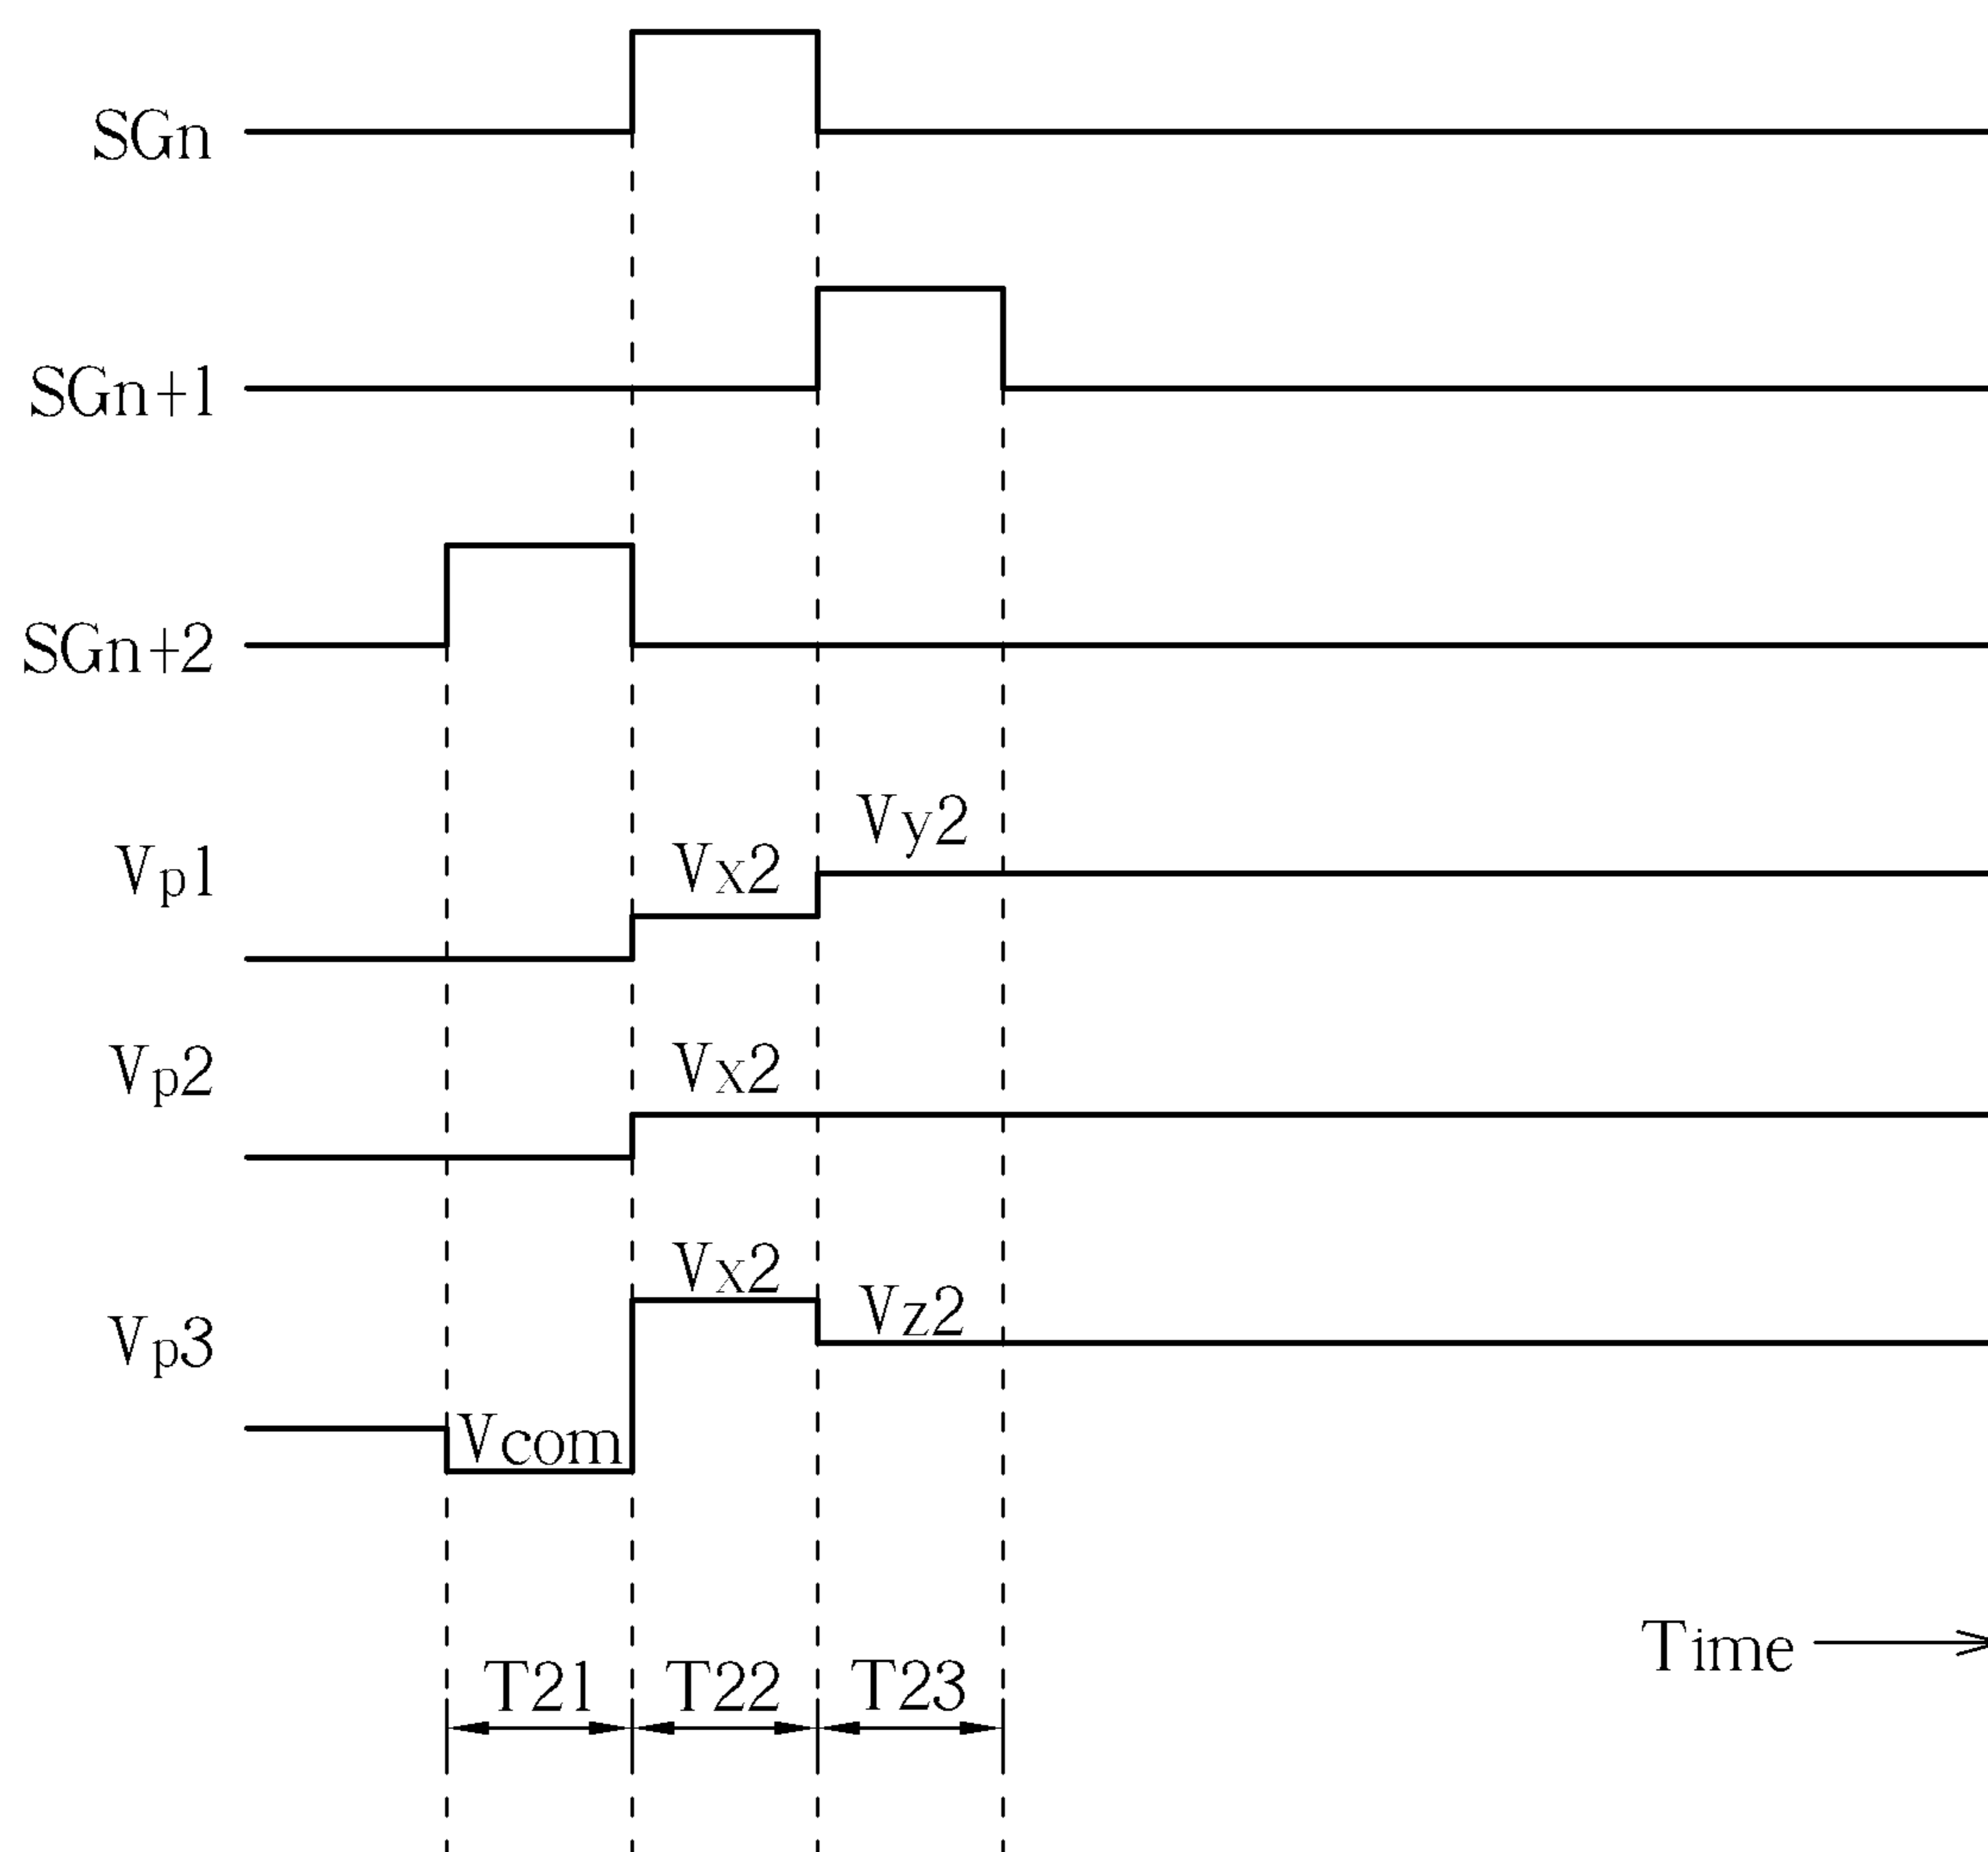 SGn
SGn+1
SGn+2
Vy2
Vp1
Vx2
Vp2
Vx2
Vx2
Vz2
Vp3
Vcom
Time
T21 T22 T23